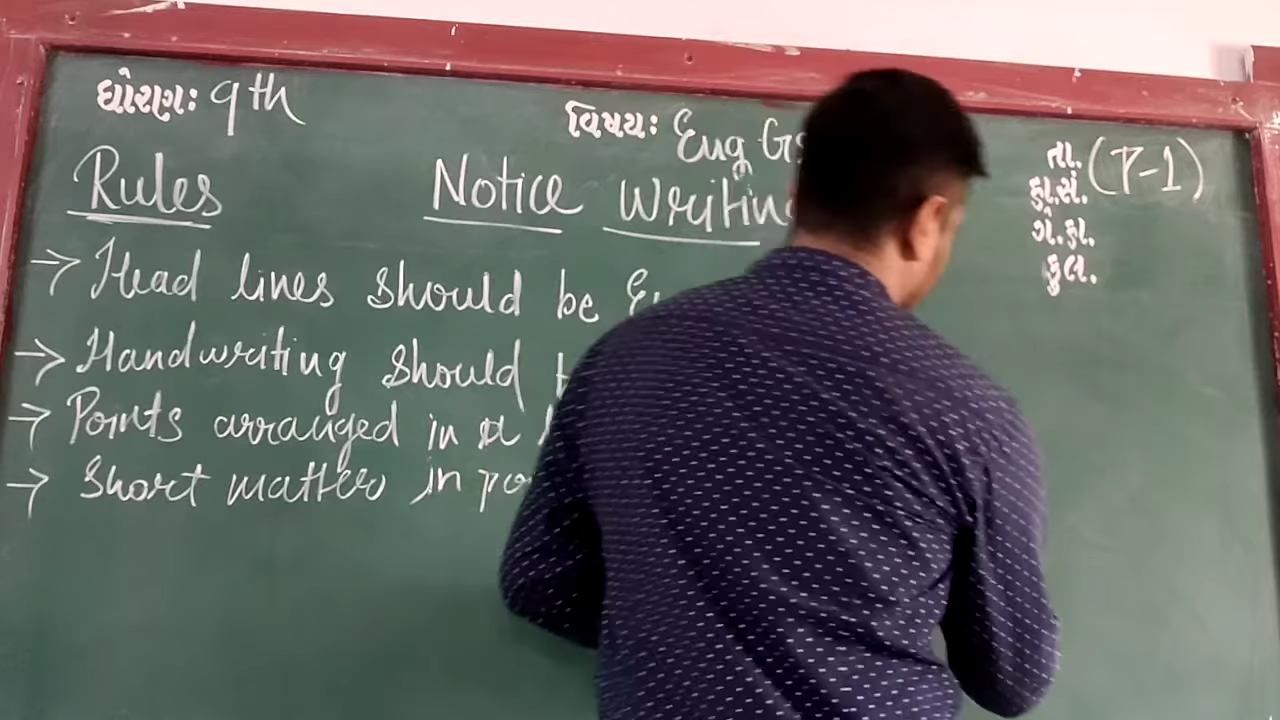 ધોરણ: 9th વિષય: Eng
તા. (P-1)
Rules Notice Writing
હા.સં.
ગે.હા.
કુલ.
→ Head lines should be
→ Handwriting should
→ Points arranged in
→ Short matter in